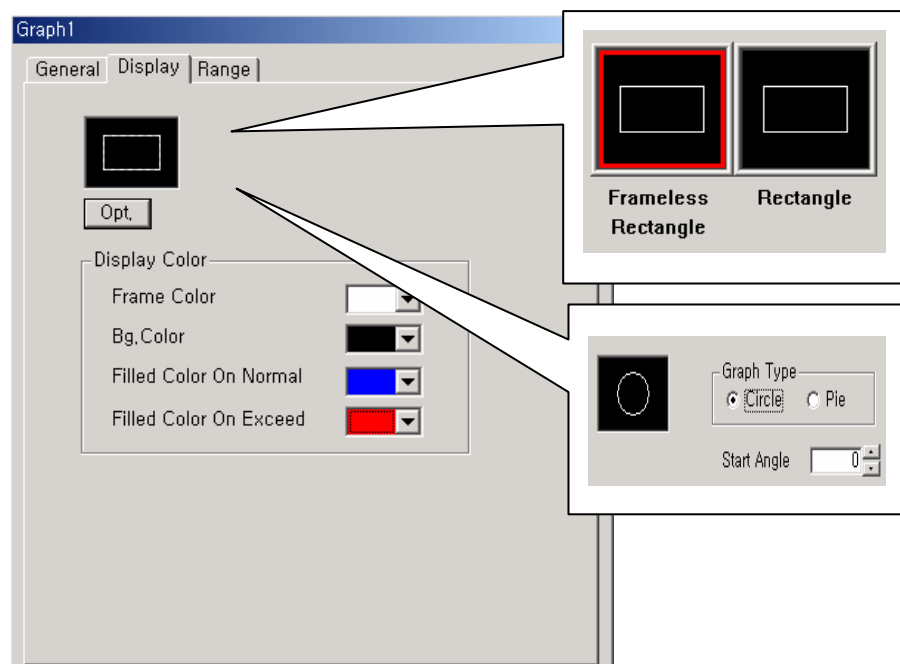 Graph1
General Display Range
Opt.
Display Color
Frame Color
Bg.Color
Filled Color On Normal
Filled Color On Exceed
Frameless
Rectangle
Rectangle
Graph Type
Circle Pie
Start Angle 0